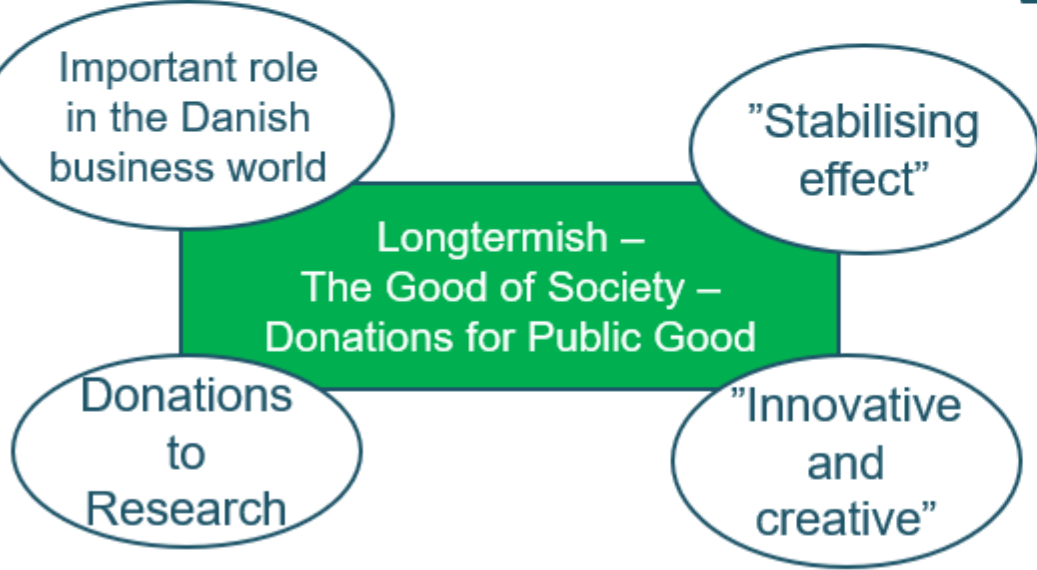 Important role
in the Danish
business world
”Stabilising
effect”
Longtermish –
The Good of Society –
Donations for Public Good
Donations
to
Research
”Innovative
and
creative”